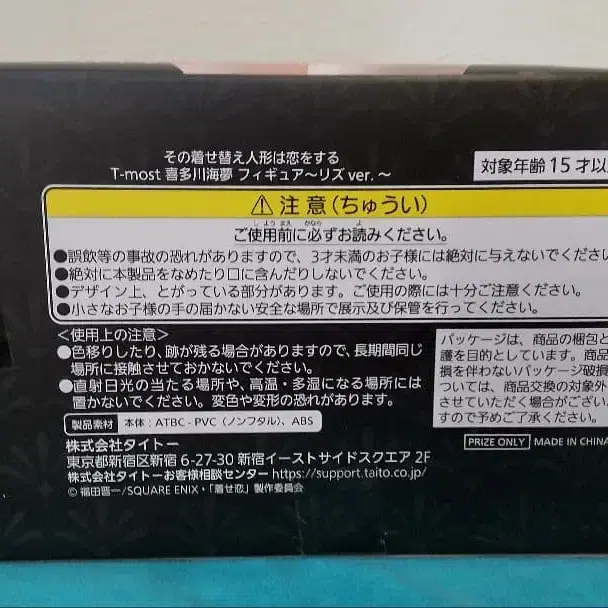 その着せ替え人形は恋をする
T-most 喜多川海夢 フィギュア～リズ ver.～
対象年齢 15 才以
⚠ 注意(ちゅうい)
ご使用前に必ずお読みください。
●誤飲等の事故の恐れがありますので、3才未満のお子様には絶対に与えないでくださ
●絶対に本製品をなめたり口に含んだりしないでください。
●デザイン上、とがっている部分があります。ご使用の際には十分ご注意ください。
●小さなお子様の手の届かない安全な場所で展示及び保管を行ってください。
<使用上の注意>
●色移りしたり、跡が残る場合がありますので、長期間同じ
場所に接触させておかないでください。
●直射日光の当たる場所や、高温・多湿になる場所には
置かないでください。変色や変形の恐れがあります。
製品素材 本体：ATBC-PVC（ノンフタル）、ABS
株式会社タイトー
東京都新宿区新宿 6-27-30 新宿イーストサイドスクエア 2F
株式会社タイトーお客様相談センター https://support.taito.co.jp/
© 福田晋一/SQUARE ENIX・「着せ恋」製作委員会
パッケージは、商品の梱包と
護を目的としています。商品
損を伴わないパッケージ破損
ついては、商品交換の対象外
させていただく場合がございま
すので予めご了承ください。
PRIZE ONLY MADE IN CHINA